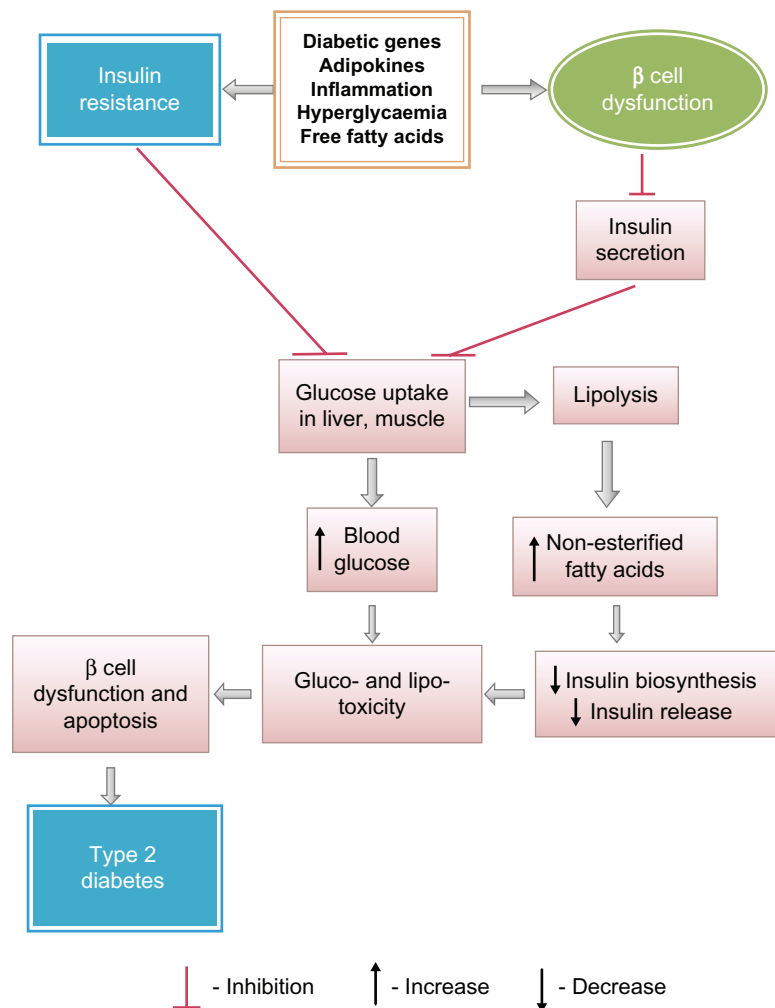 Insulin
resistance
Diabetic genes
Adipokines
Inflammation
Hyperglycaemia
Free fatty acids
β cell
dysfunction
Insulin
secretion
Glucose uptake
in liver, muscle
Lipolysis
Blood
glucose
Non-esterified
fatty acids
β cell
dysfunction and
apoptosis
Gluco- and lipo-
toxicity
Insulin biosynthesis
Insulin release
Type 2
diabetes
- Inhibition
- Increase
- Decrease